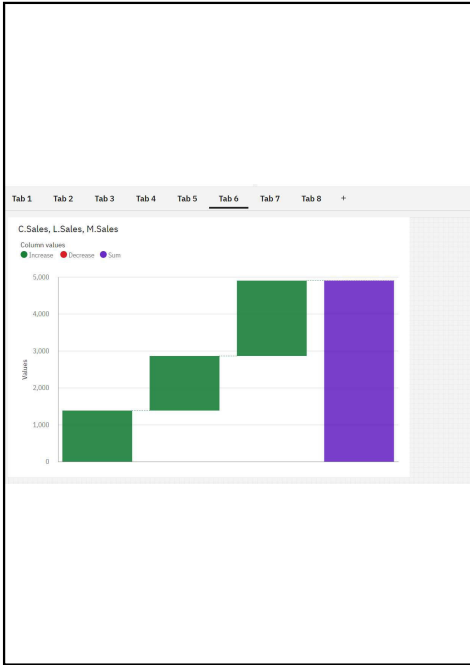 Tab 1 Tab 2 Tab 3 Tab 4 Tab 5 Tab 6 Tab 7 Tab 8 +
C.Sales, L.Sales, M.Sales
Column values
Increase Decrease Sum
5,000
4,000
3,000
2,000
1,000
0
Values